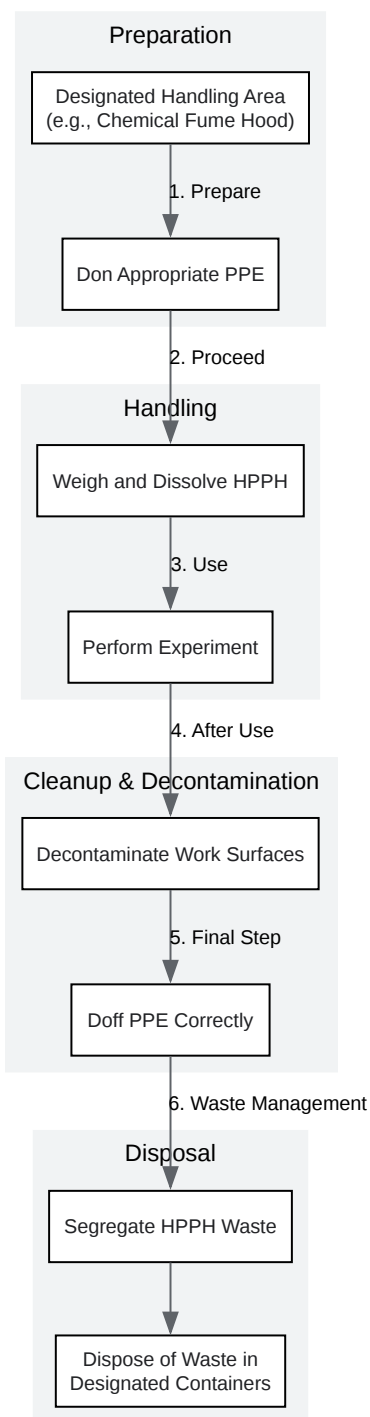 Preparation
Designated Handling Area
(e.g., Chemical Fume Hood)
1. Prepare
Don Appropriate PPE
2. Proceed
Handling
Weigh and Dissolve HPPH
3. Use
Perform Experiment
4. After Use
Cleanup & Decontamination
Decontaminate Work Surfaces
5. Final Step
Doff PPE Correctly
6. Waste Management
Disposal
Segregate HPPH Waste
Dispose of Waste in
Designated Containers